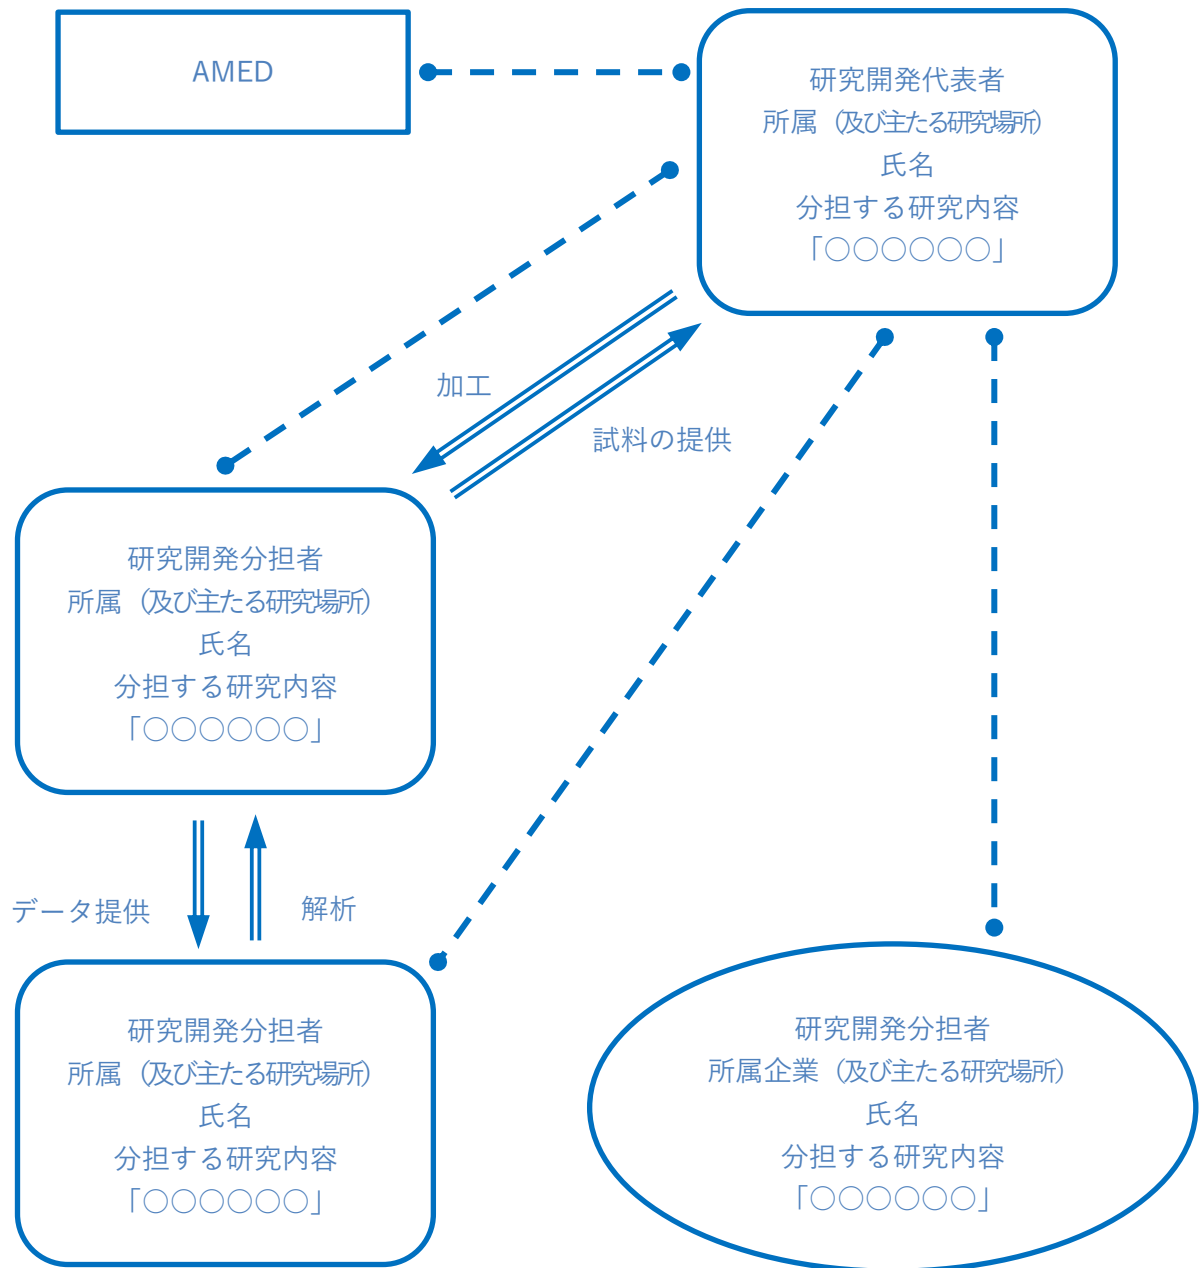 AMED
研究開発代表者
所属（及び主たる研究場所）
氏名
分担する研究内容
「○○○○○○」
加工
試料の提供
研究開発分担者
所属（及び主たる研究場所）
氏名
分担する研究内容
「○○○○○○」
データ提供
解析
研究開発分担者
所属（及び主たる研究場所）
氏名
分担する研究内容
「○○○○○○」
研究開発分担者
所属企業（及び主たる研究場所）
氏名
分担する研究内容
「○○○○○○」